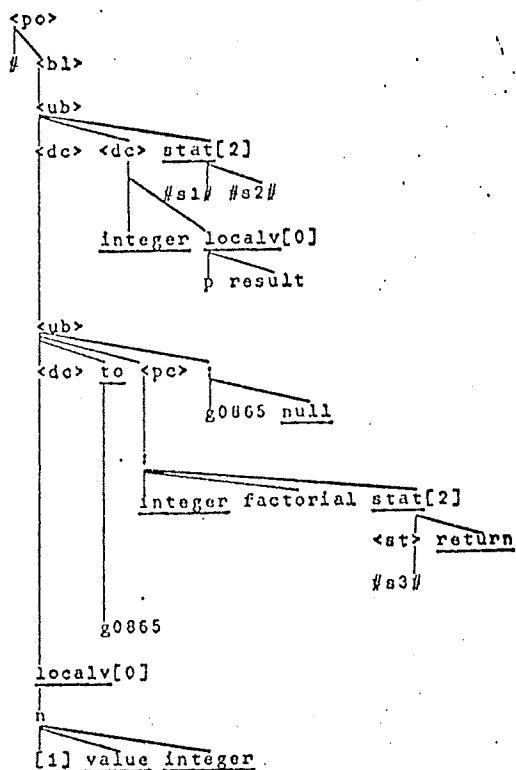 <po>
# <bl>
<ub>
<dc> <dc> stat[2]
#s1# #s2#
integer localv[0]
p result
<ub>
<dc> to <pc> :
g0865 null
:
integer factorial stat[2]
<st> return
#s3#
g0865
localv[0]
n
[1] value integer